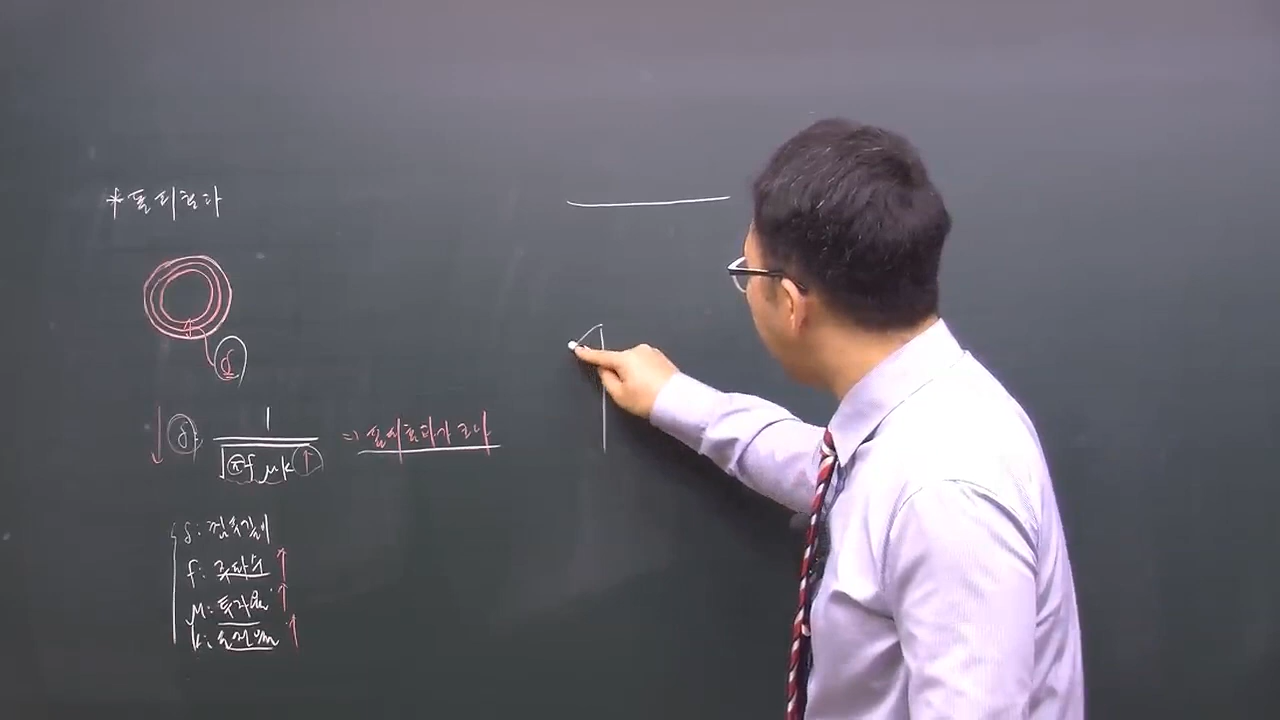 * 표피효과
δ
δ = 1 / √(πfμk) ↑ ⇒ 표피효과가 크다
δ: 침투깊이
f: 주파수 ↑
μ: 투자율 ↑
k: 도전율 ↑